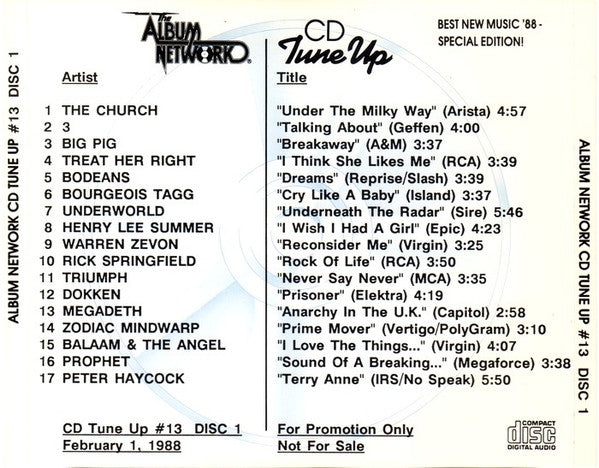 The
ALBUM
NETWORK®
CD
Tune Up
BEST NEW MUSIC '88 -
SPECIAL EDITION!
ALBUM NETWORK CD TUNE UP #13 DISC 1
Artist Title
1 THE CHURCH "Under The Milky Way" (Arista) 4:57
2 3 "Talking About" (Geffen) 4:00
3 BIG PIG "Breakaway" (A&M) 3:37
4 TREAT HER RIGHT "I Think She Likes Me" (RCA) 3:39
5 BODEANS "Dreams" (Reprise/Slash) 3:39
6 BOURGEOIS TAGG "Cry Like A Baby" (Island) 3:37
7 UNDERWORLD "Underneath The Radar" (Sire) 5:46
8 HENRY LEE SUMMER "I Wish I Had A Girl" (Epic) 4:23
9 WARREN ZEVON "Reconsider Me" (Virgin) 3:25
10 RICK SPRINGFIELD "Rock Of Life" (RCA) 3:50
11 TRIUMPH "Never Say Never" (MCA) 3:35
12 DOKKEN "Prisoner" (Elektra) 4:19
13 MEGADETH "Anarchy In The U.K." (Capitol) 2:58
14 ZODIAC MINDWARP "Prime Mover" (Vertigo/PolyGram) 3:10
15 BALAAM & THE ANGEL "I Love The Things..." (Virgin) 4:07
16 PROPHET "Sound Of A Breaking..." (Megaforce) 3:38
17 PETER HAYCOCK "Terry Anne" (IRS/No Speak) 5:50
CD Tune Up #13 DISC 1 For Promotion Only
February 1, 1988 Not For Sale
COMPACT
disc
DIGITAL AUDIO
ALBUM NETWORK CD TUNE UP #13 DISC 1